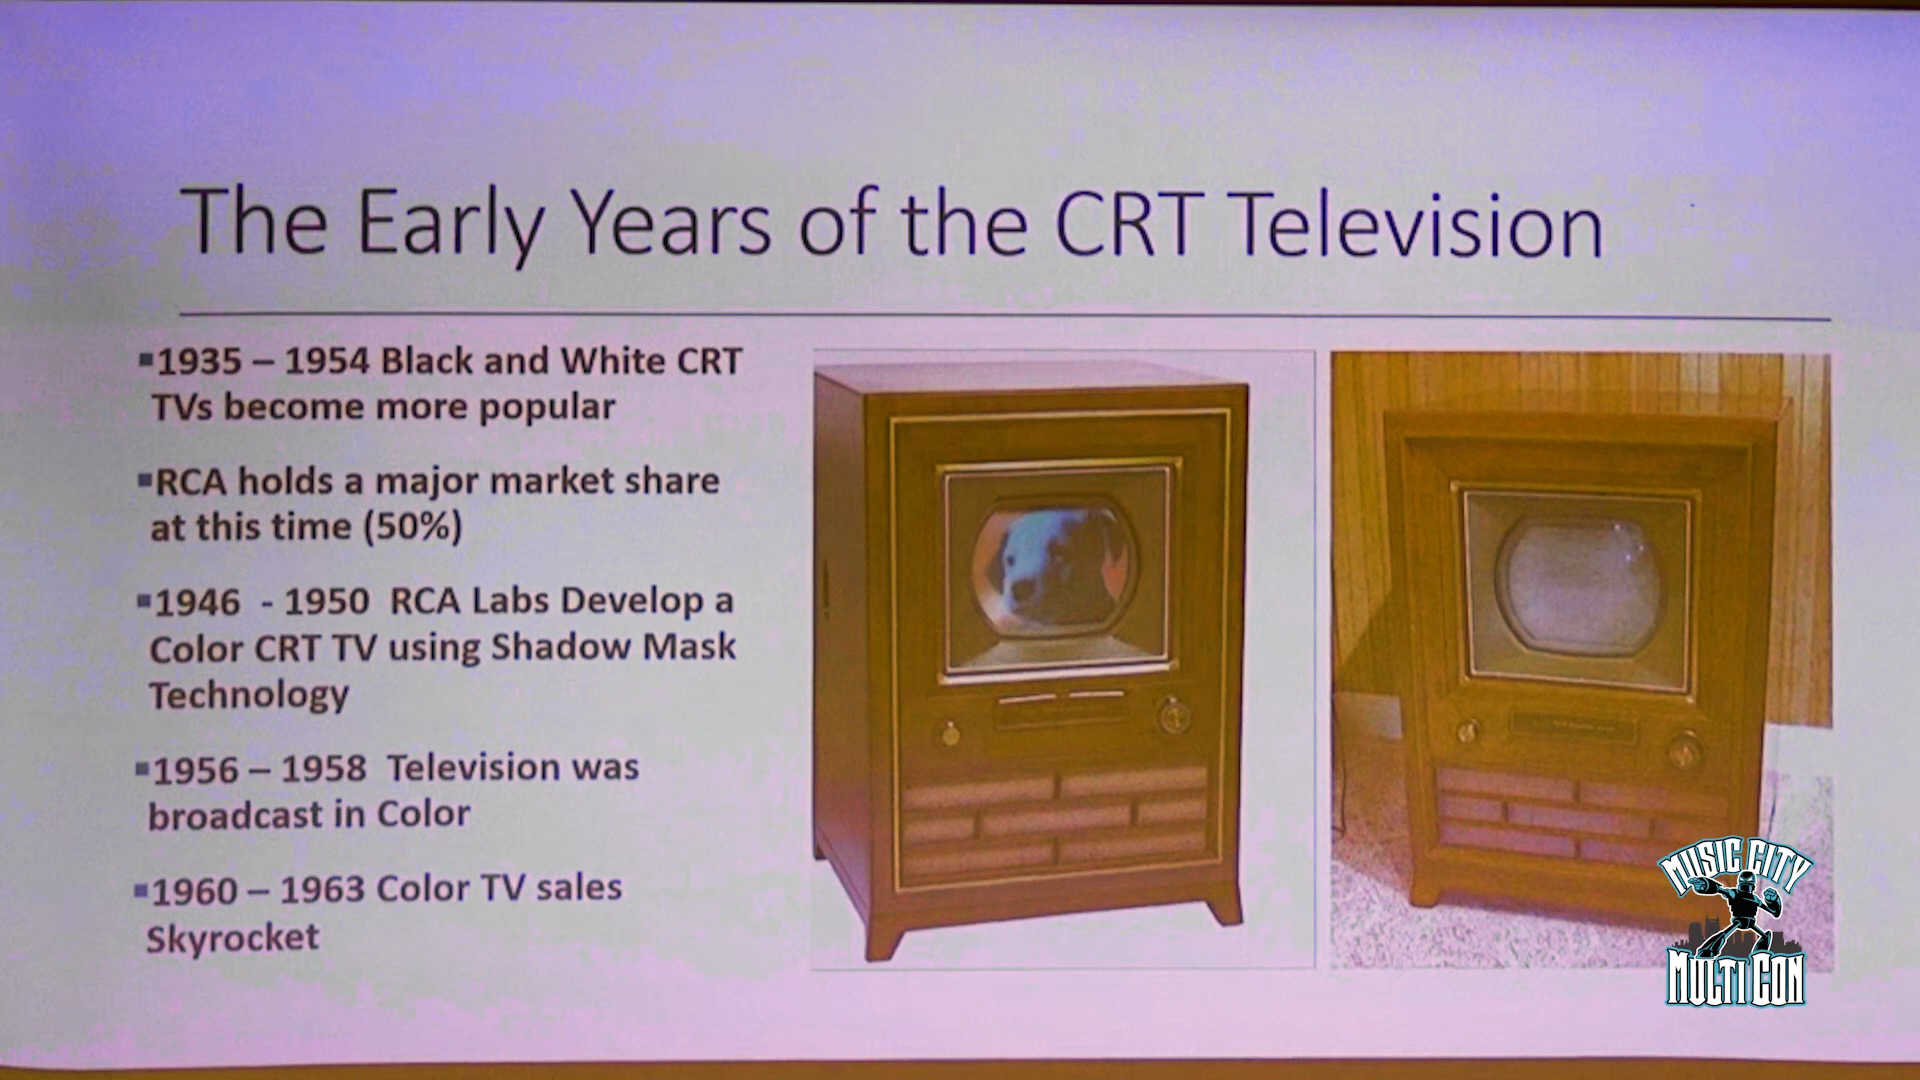 The Early Years of the CRT Television
▪1935 – 1954 Black and White CRT
TVs become more popular
▪RCA holds a major market share
at this time (50%)
▪1946 - 1950 RCA Labs Develop a
Color CRT TV using Shadow Mask
Technology
▪1956 – 1958 Television was
broadcast in Color
▪1960 – 1963 Color TV sales
Skyrocket
MUSIC CITY
MULTI CON